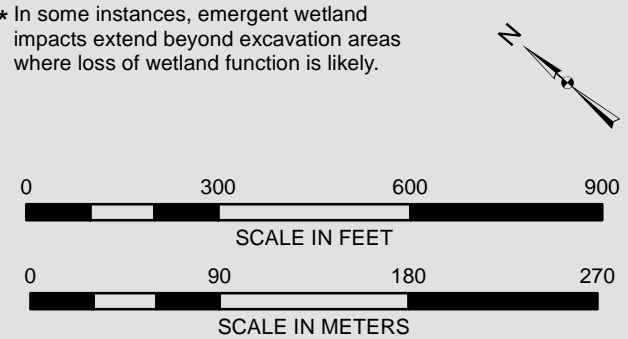 * In some instances, emergent wetland
impacts extend beyond excavation areas
where loss of wetland function is likely.
N
0 300 600 900
SCALE IN FEET
0 90 180 270
SCALE IN METERS